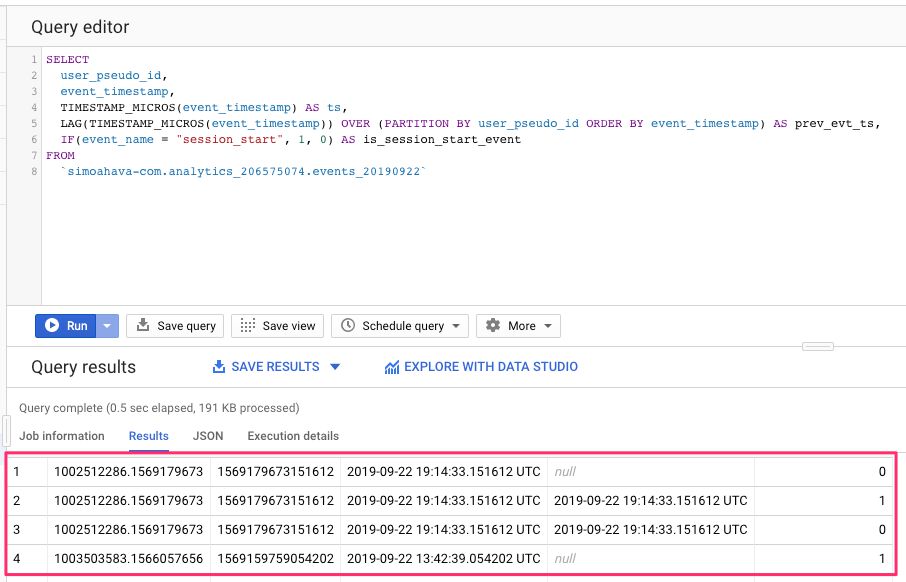 Query editor
1 SELECT
2 user_pseudo_id,
3 event_timestamp,
4 TIMESTAMP_MICROS(event_timestamp) AS ts,
5 LAG(TIMESTAMP_MICROS(event_timestamp)) OVER (PARTITION BY user_pseudo_id ORDER BY event_timestamp) AS prev_evt_ts,
6 IF(event_name = "session_start", 1, 0) AS is_session_start_event
7 FROM
8 `simoahava-com.analytics_206575074.events_20190922`
Run Save query Save view Schedule query More
Query results SAVE RESULTS EXPLORE WITH DATA STUDIO
Query complete (0.5 sec elapsed, 191 KB processed)
Job information Results JSON Execution details
1 1002512286.1569179673 1569179673151612 2019-09-22 19:14:33.151612 UTC null 0
2 1002512286.1569179673 1569179673151612 2019-09-22 19:14:33.151612 UTC 2019-09-22 19:14:33.151612 UTC 1
3 1002512286.1569179673 1569179673151612 2019-09-22 19:14:33.151612 UTC 2019-09-22 19:14:33.151612 UTC 0
4 1003503583.1566057656 1569159759054202 2019-09-22 13:42:39.054202 UTC null 1